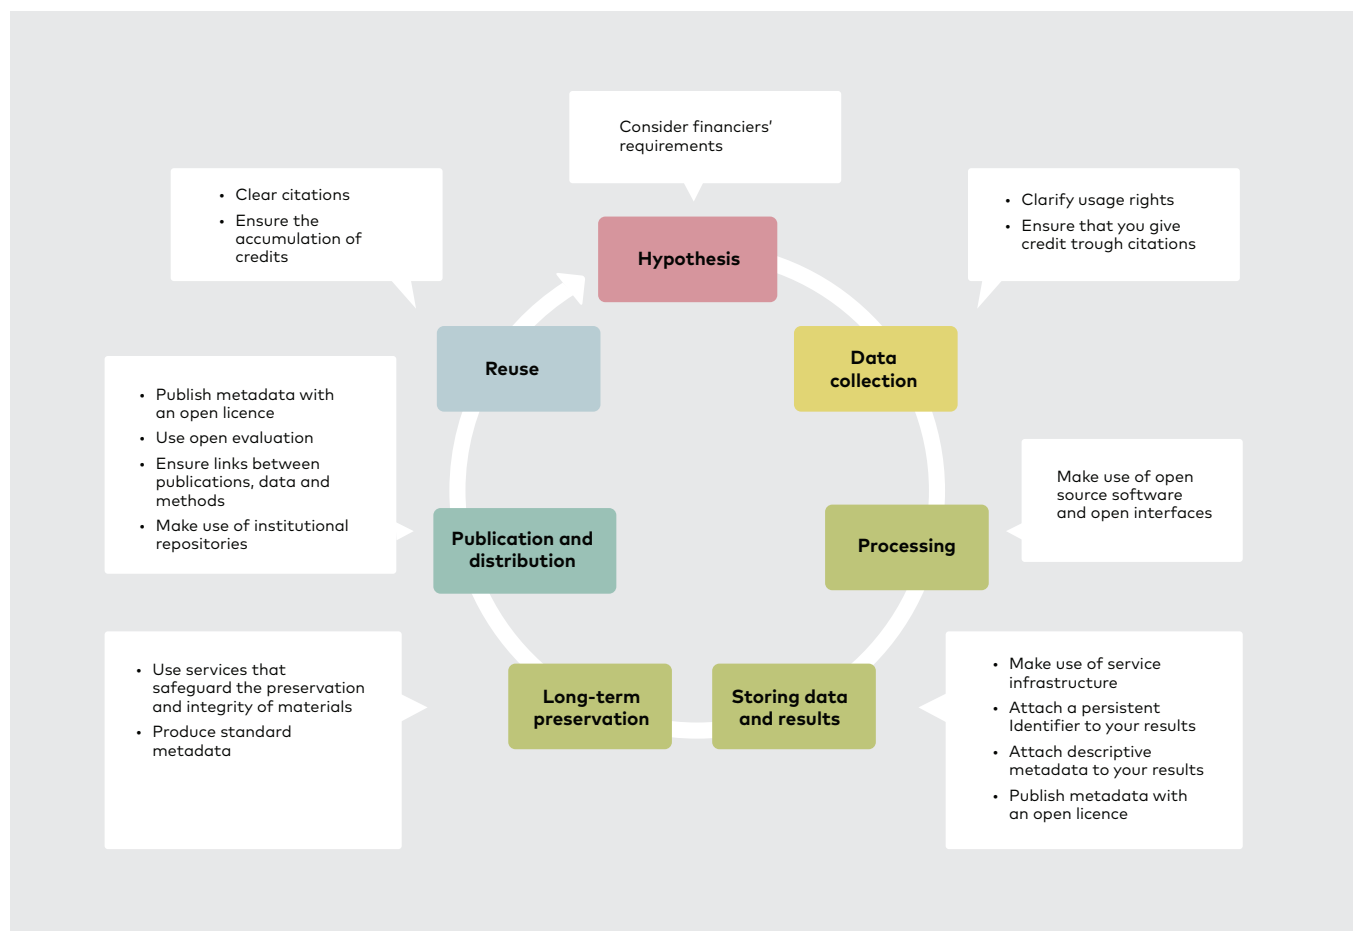 Consider financiers'
requirements
Hypothesis
• Clarify usage rights
• Ensure that you give
credit trough citations
Data
collection
Make use of open
source software
and open interfaces
Processing
• Make use of service
infrastructure
• Attach a persistent
Identifier to your results
• Attach descriptive
metadata to your results
• Publish metadata with
an open licence
Storing data
and results
Long-term
preservation
• Use services that
safeguard the preservation
and integrity of materials
• Produce standard
metadata
Publication and
distribution
• Publish metadata with
an open licence
• Use open evaluation
• Ensure links between
publications, data and
methods
• Make use of institutional
repositories
Reuse
• Clear citations
• Ensure the
accumulation of
credits